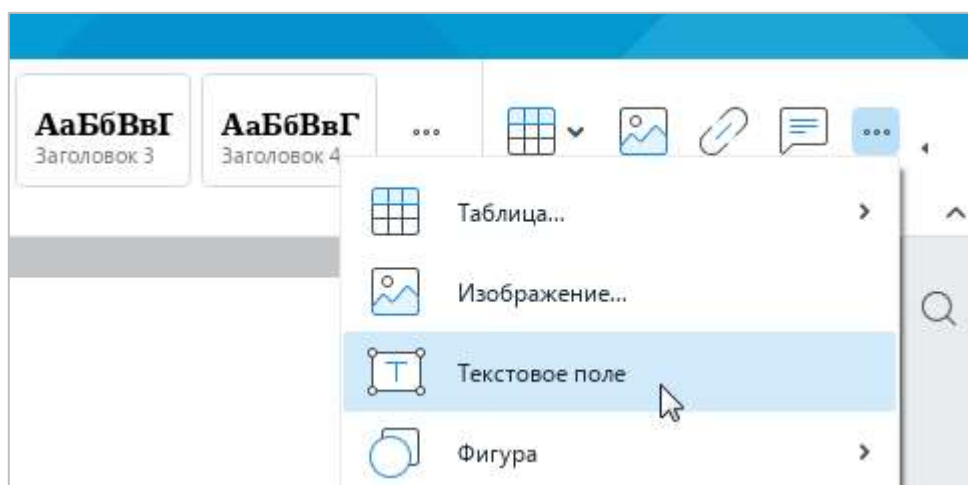 АаБбВвГ АаБбВвГ
Заголовок 3 Заголовок 4
Таблица...
Изображение...
Текстовое поле
Фигура